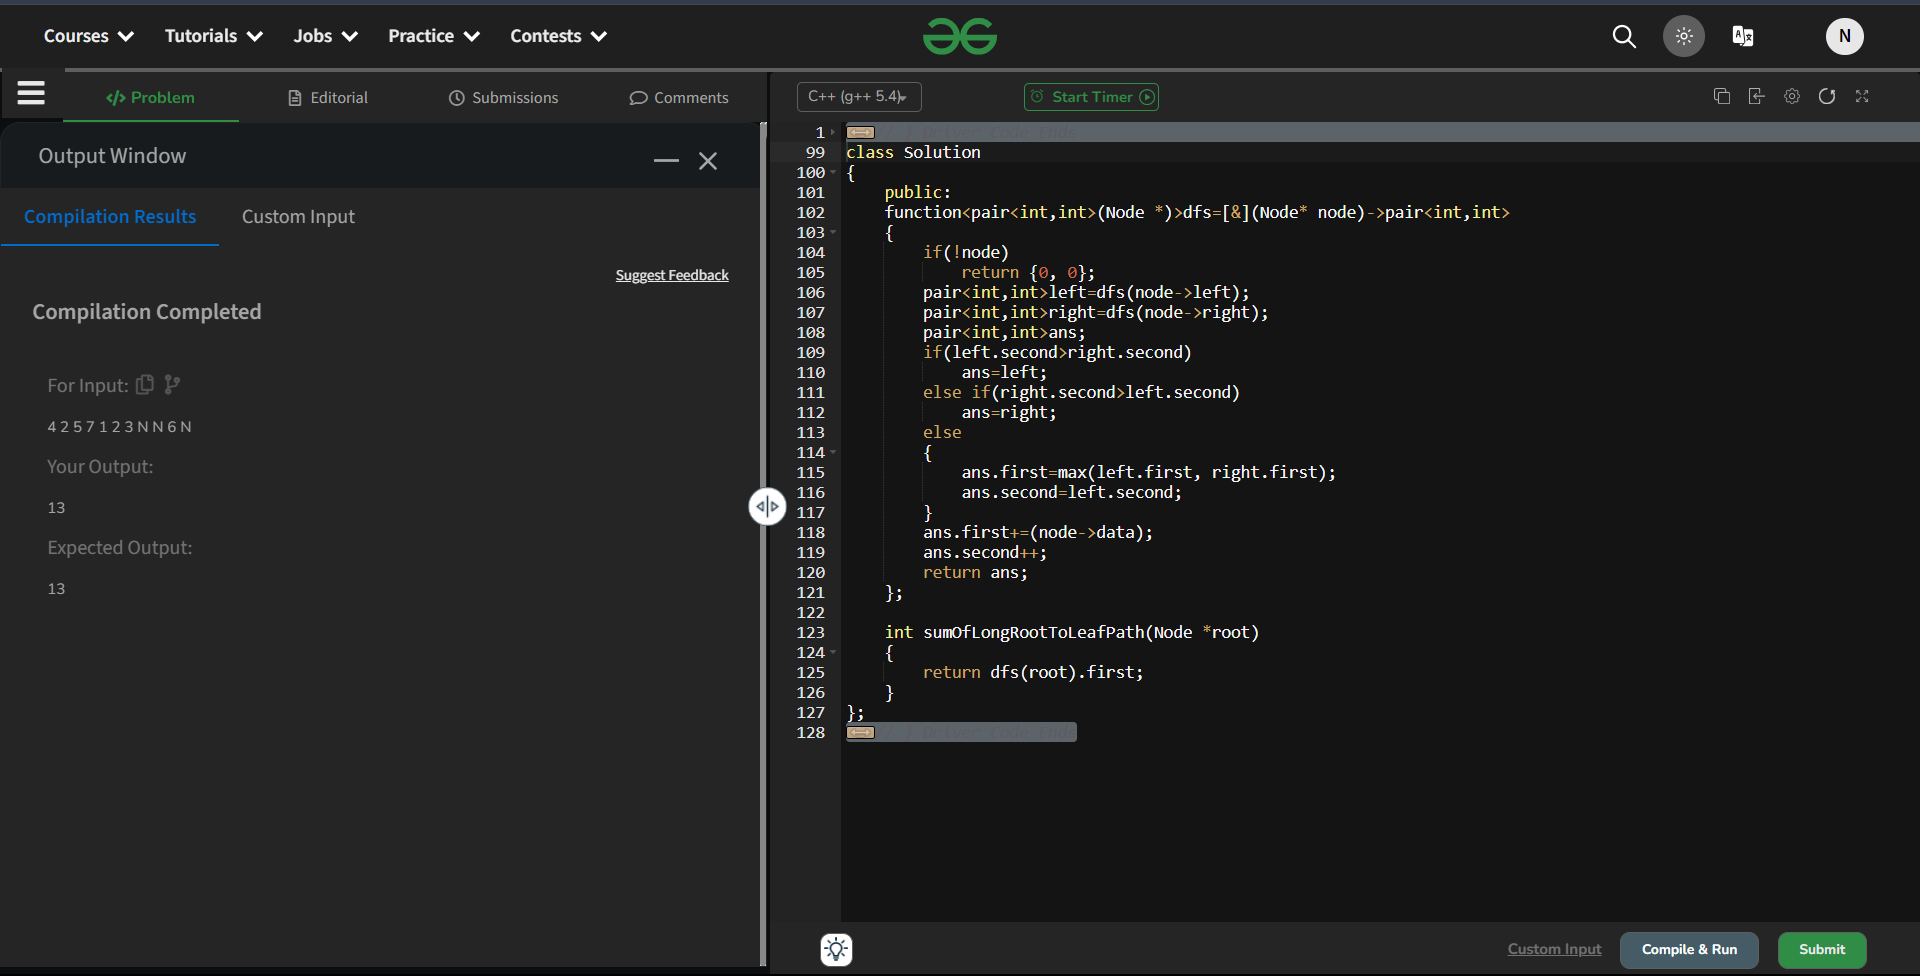 Courses Tutorials Jobs Practice Contests N
Problem Editorial Submissions Comments
Output Window
Compilation Results Custom Input
Suggest Feedback
Compilation Completed
For Input:
4 2 5 7 1 2 3 N N 6 N
Your Output:
13
Expected Output:
13
C++ (g++ 5.4) Start Timer
1 // } Driver Code Ends
99 class Solution
100 {
101 public:
102 function<pair<int,int>(Node *)>dfs=[&](Node* node)->pair<int,int>
103 {
104 if(!node)
105 return {0, 0};
106 pair<int,int>left=dfs(node->left);
107 pair<int,int>right=dfs(node->right);
108 pair<int,int>ans;
109 if(left.second>right.second)
110 ans=left;
111 else if(right.second>left.second)
112 ans=right;
113 else
114 {
115 ans.first=max(left.first, right.first);
116 ans.second=left.second;
117 }
118 ans.first+=(node->data);
119 ans.second++;
120 return ans;
121 };
122
123 int sumOfLongRootToLeafPath(Node *root)
124 {
125 return dfs(root).first;
126 }
127 };
128 // } Driver Code Ends
Custom Input Compile & Run Submit